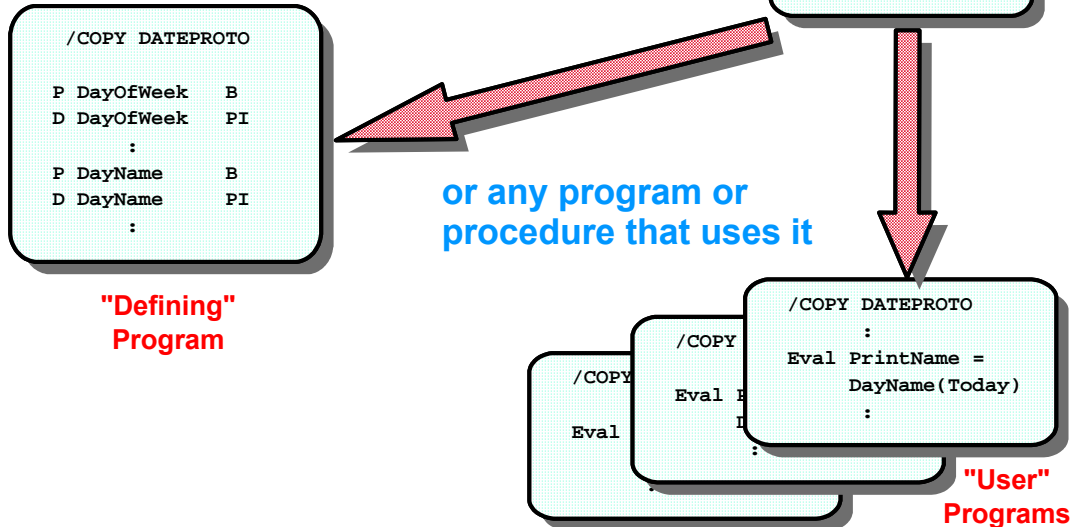 /COPY DATEPROTO
P DayOfWeek B
D DayOfWeek PI
:
P DayName B
D DayName PI
:
"Defining"
Program
or any program or
procedure that uses it
/COPY DATEPROTO
:
Eval PrintName =
DayName(Today)
:
/COPY
Eval
:
/COPY
Eval
:
"User"
Programs